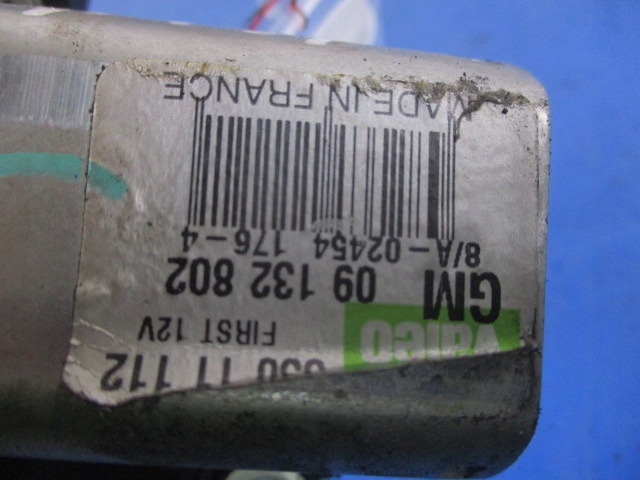 Valeo
11 112
FIRST 12V
GM 09 132 802
8/A-02454 176-4
MADE IN FRANCE